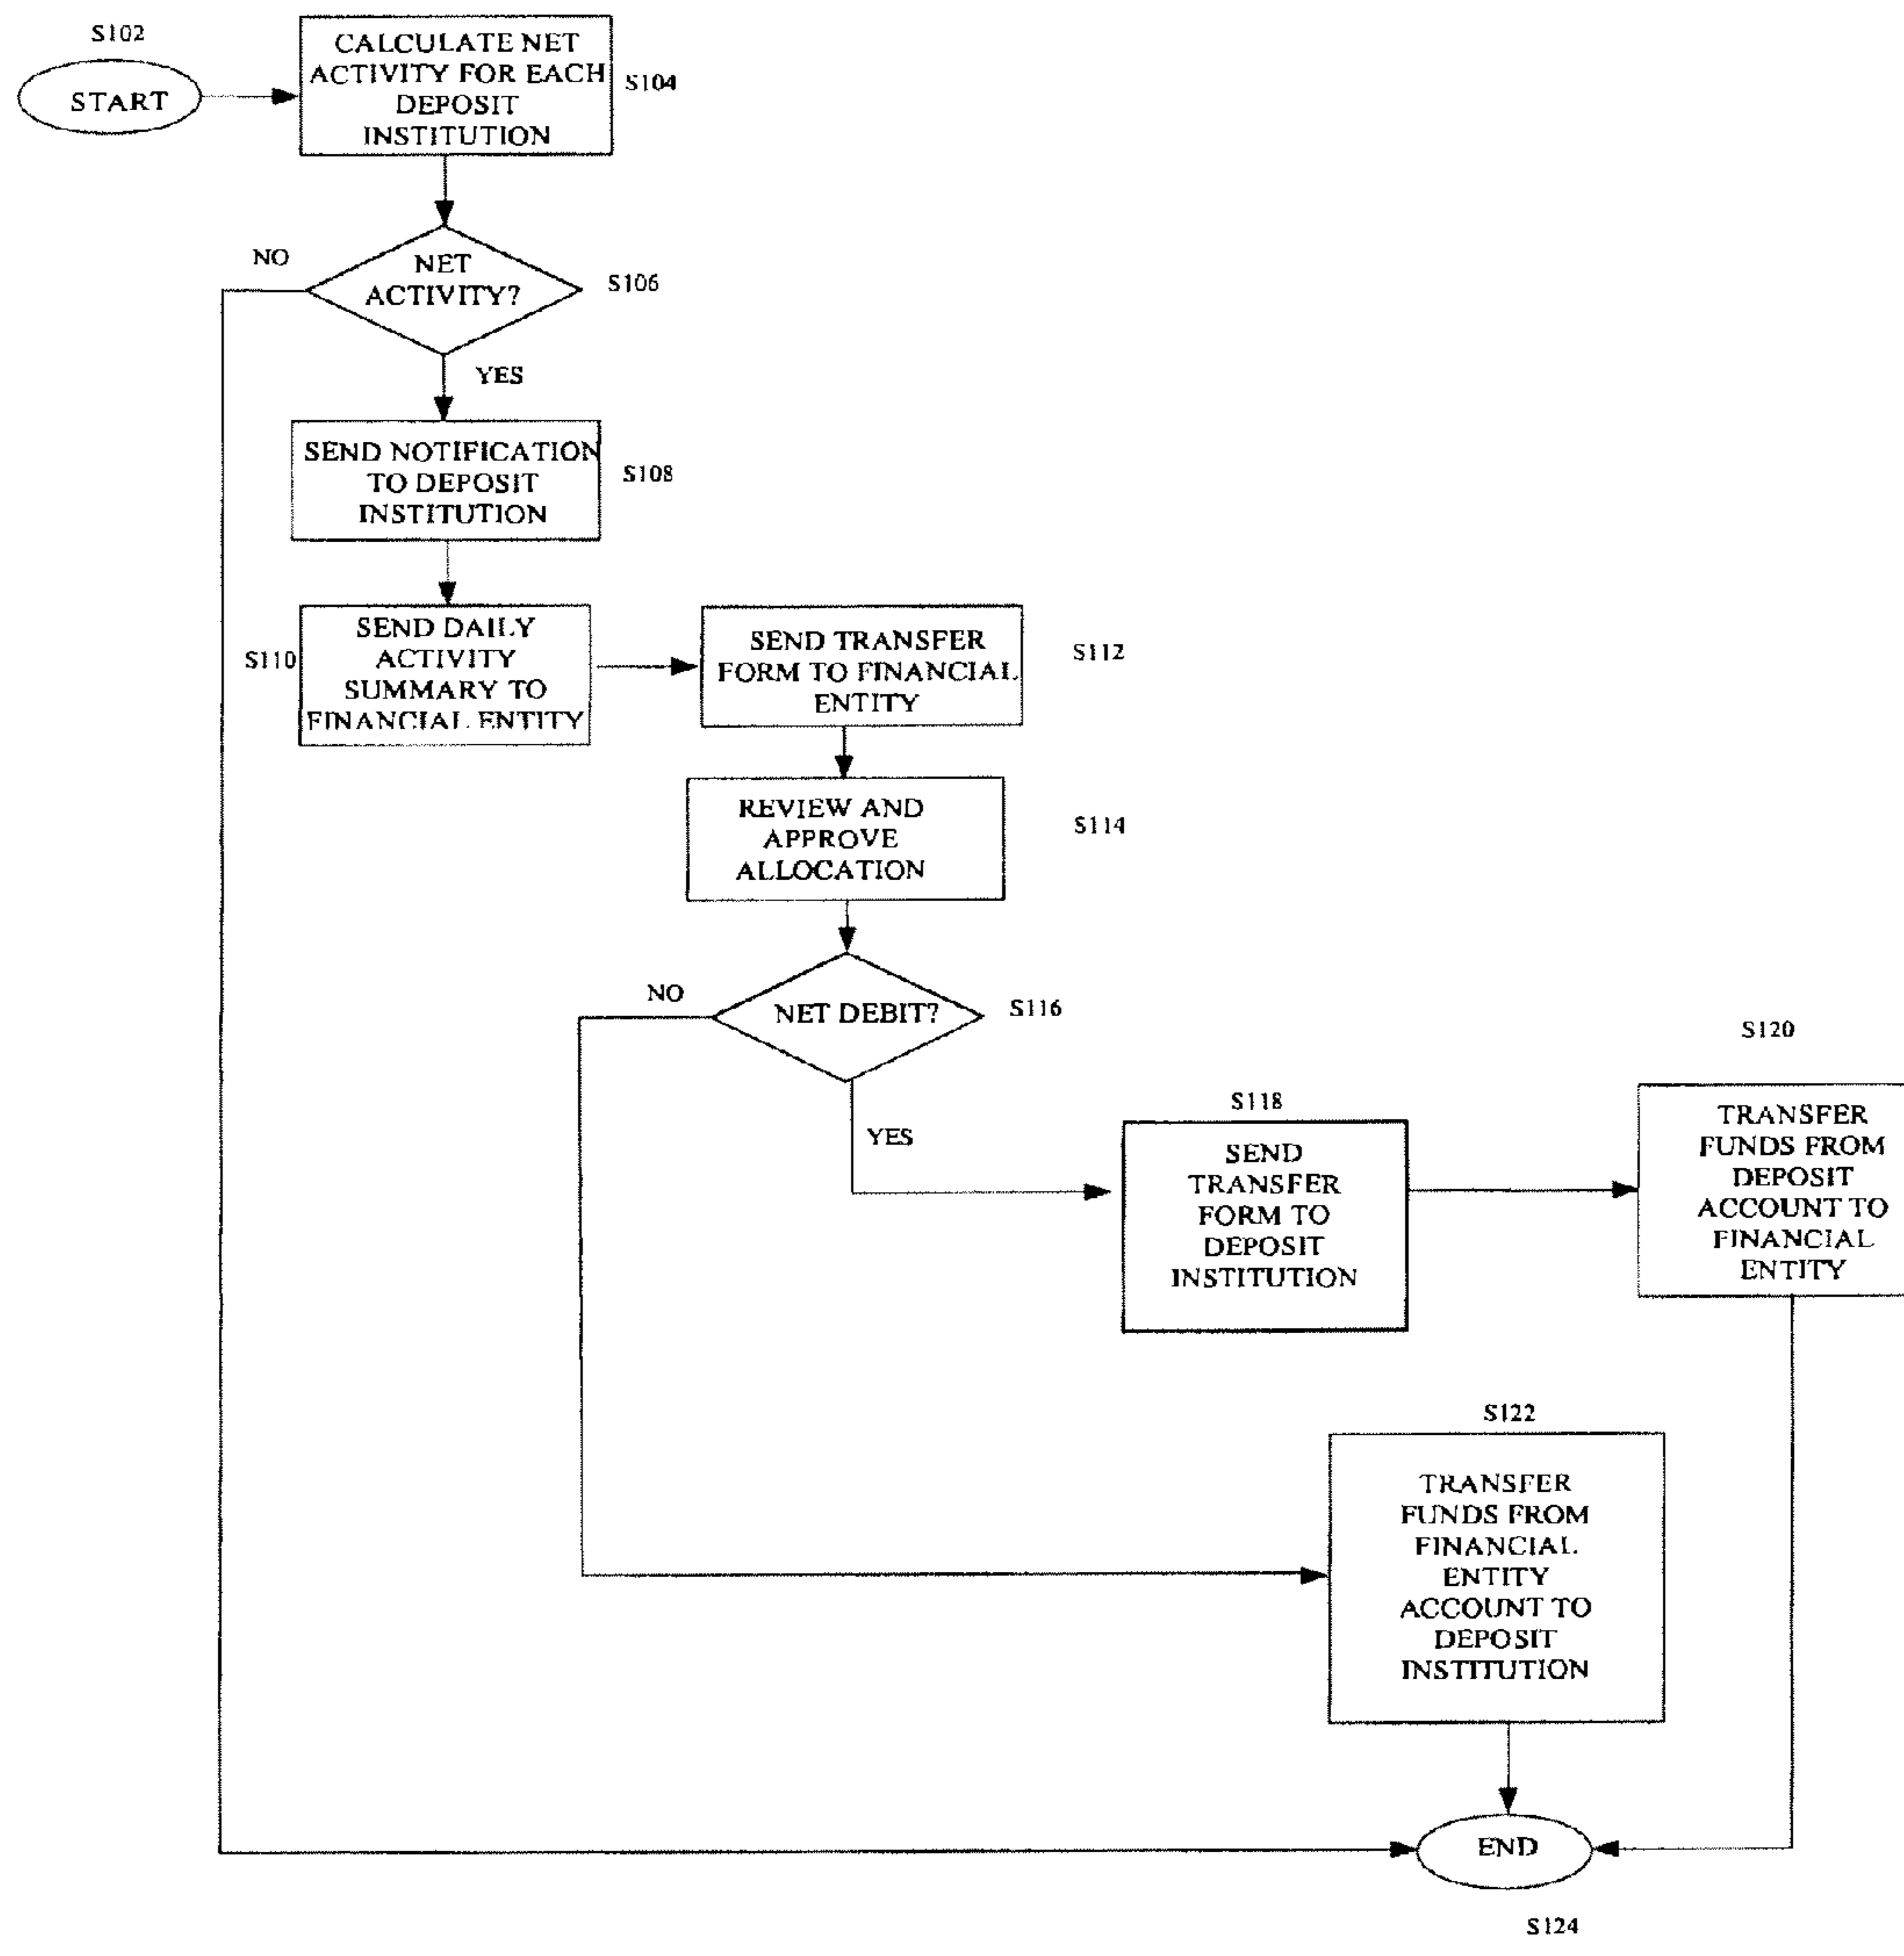 S102
START
CALCULATE NET
ACTIVITY FOR EACH
DEPOSIT
INSTITUTION
S104
NO
NET
ACTIVITY?
S106
YES
SEND NOTIFICATION
TO DEPOSIT
INSTITUTION
S108
S110
SEND DAILY
ACTIVITY
SUMMARY TO
FINANCIAL ENTITY
SEND TRANSFER
FORM TO FINANCIAL
ENTITY
S112
REVIEW AND
APPROVE
ALLOCATION
S114
NO
NET DEBIT?
S116
YES
S118
SEND
TRANSFER
FORM TO
DEPOSIT
INSTITUTION
S120
TRANSFER
FUNDS FROM
DEPOSIT
ACCOUNT TO
FINANCIAL
ENTITY
S122
TRANSFER
FUNDS FROM
FINANCIAL
ENTITY
ACCOUNT TO
DEPOSIT
INSTITUTION
END
S124